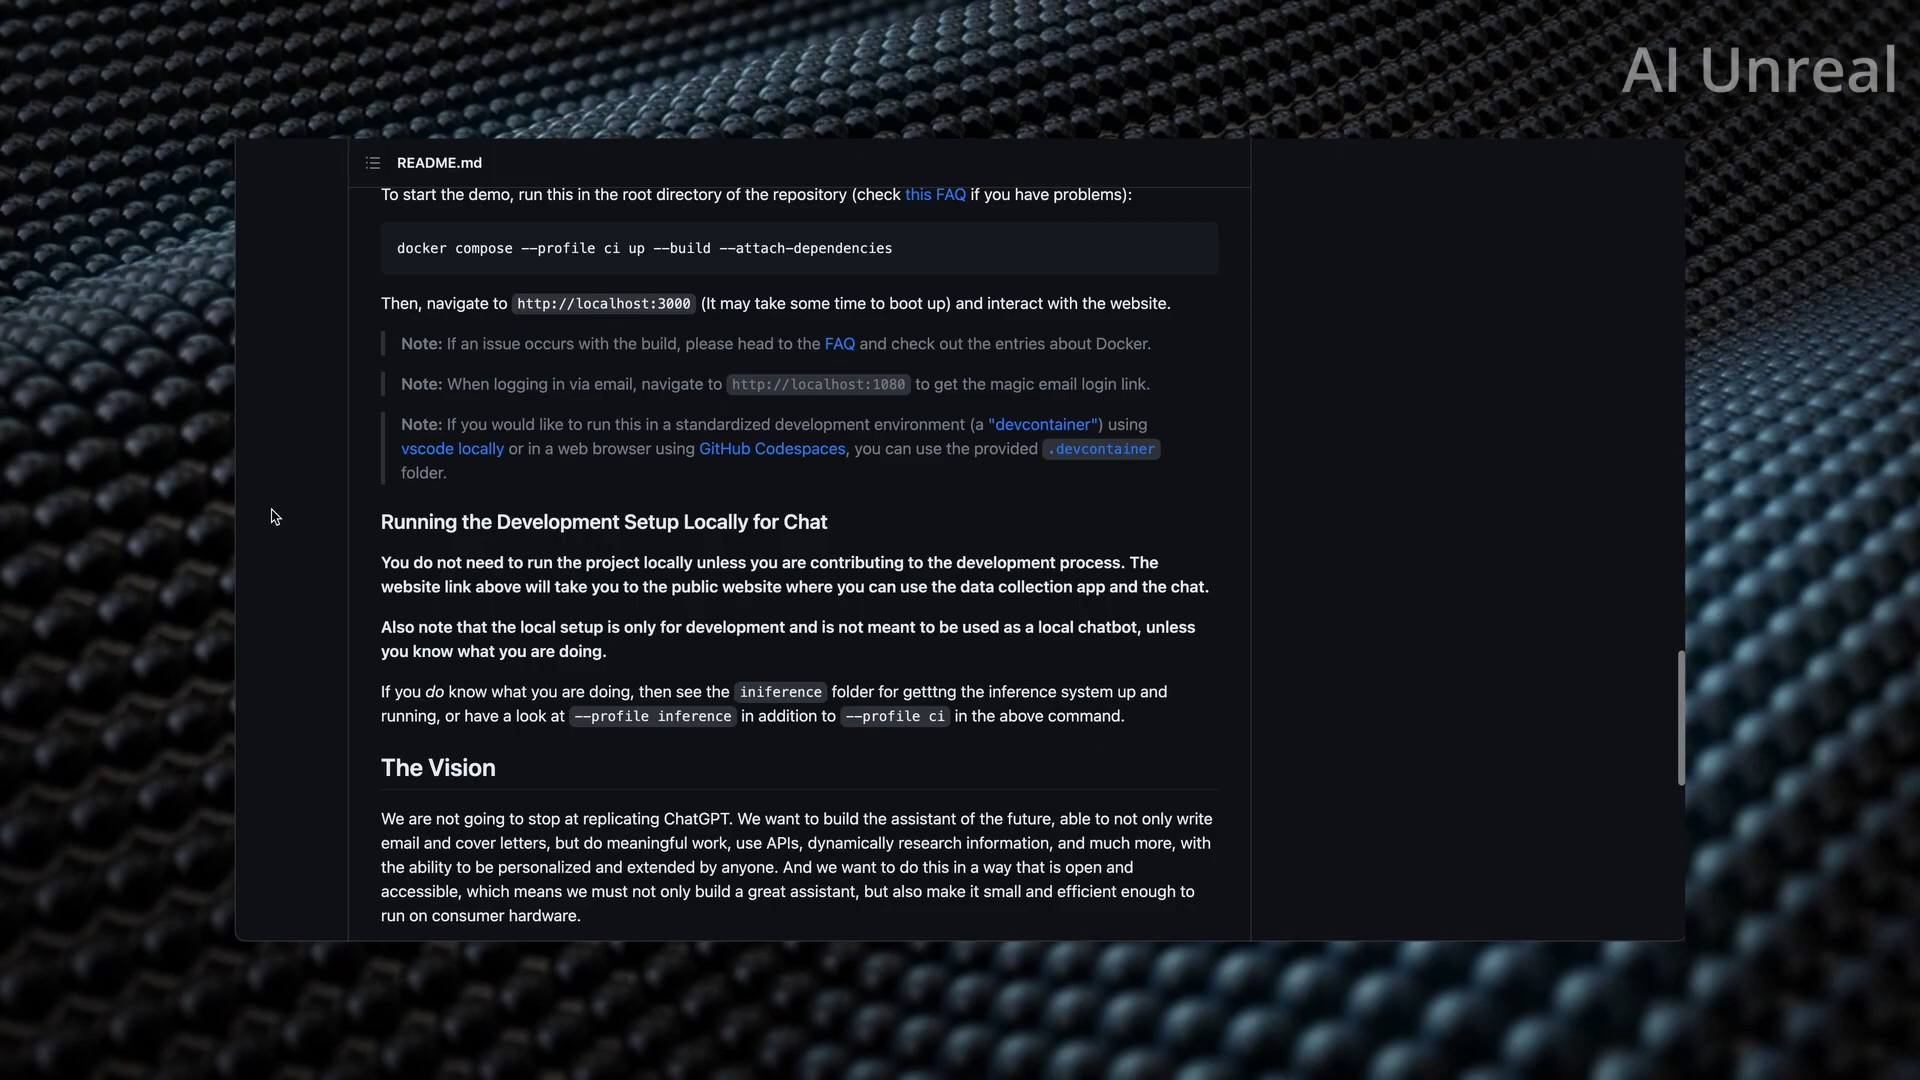 AI Unreal
README.md
To start the demo, run this in the root directory of the repository (check this FAQ if you have problems):
docker compose --profile ci up --build --attach-dependencies
Then, navigate to http://localhost:3000 (It may take some time to boot up) and interact with the website.
Note: If an issue occurs with the build, please head to the FAQ and check out the entries about Docker.
Note: When logging in via email, navigate to http://localhost:1080 to get the magic email login link.
Note: If you would like to run this in a standardized development environment (a "devcontainer") using
vscode locally or in a web browser using GitHub Codespaces, you can use the provided .devcontainer
folder.
Running the Development Setup Locally for Chat
You do not need to run the project locally unless you are contributing to the development process. The
website link above will take you to the public website where you can use the data collection app and the chat.
Also note that the local setup is only for development and is not meant to be used as a local chatbot, unless
you know what you are doing.
If you do know what you are doing, then see the iniference folder for getttng the inference system up and
running, or have a look at --profile inference in addition to --profile ci in the above command.
The Vision
We are not going to stop at replicating ChatGPT. We want to build the assistant of the future, able to not only write
email and cover letters, but do meaningful work, use APIs, dynamically research information, and much more, with
the ability to be personalized and extended by anyone. And we want to do this in a way that is open and
accessible, which means we must not only build a great assistant, but also make it small and efficient enough to
run on consumer hardware.